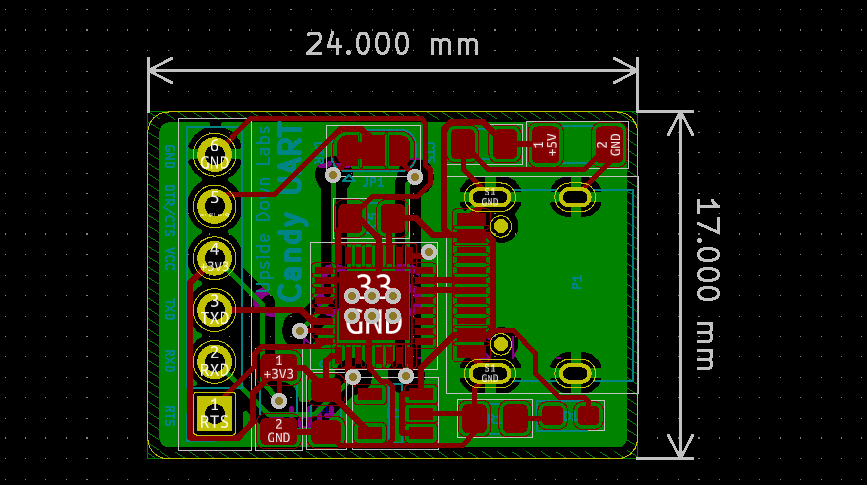 24.000 mm
17.000 mm
6
GND
5
4
+3V3
3
TXD
2
RXD
1
RTS
GND
DTR/CTS
VCC
TXD
RXD
RTS
Upside Down Labs
Candy UART
JP1
1
+5V
2
GND
S1
GND
P1
33
GND
S1
GND
1
+3V3
2
GND